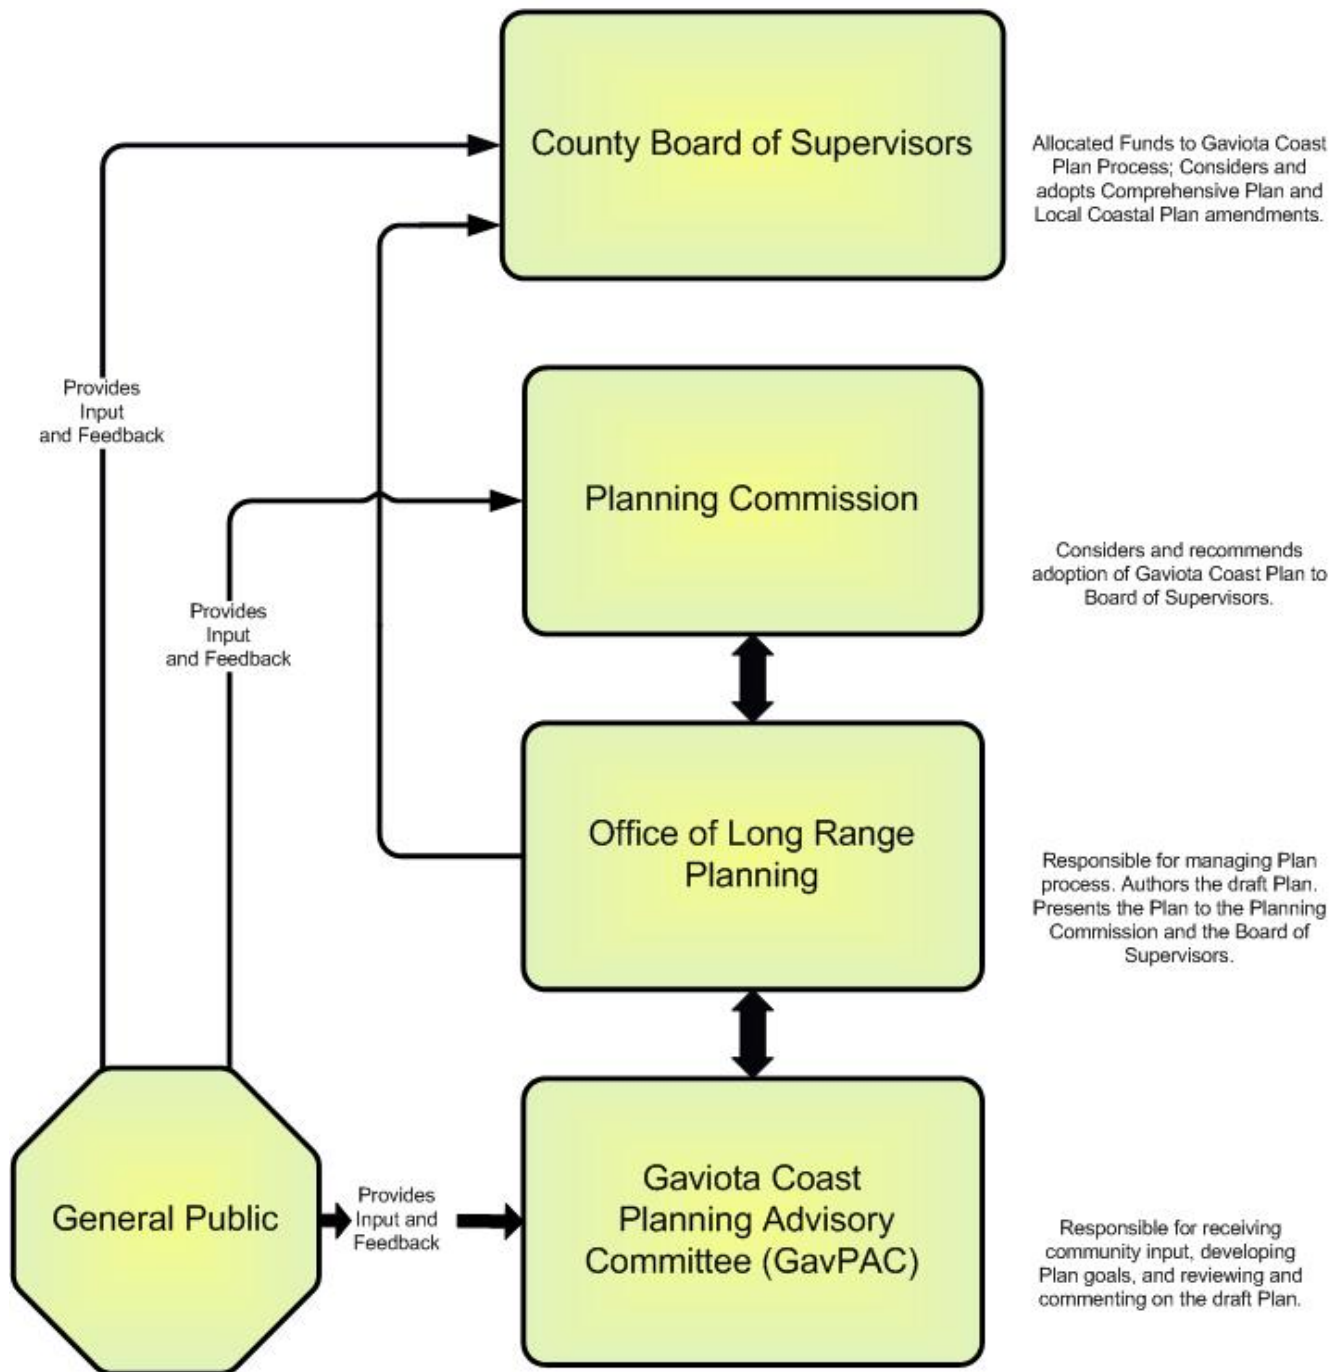 County Board of Supervisors
Allocated Funds to Gaviota Coast
Plan Process; Considers and
adopts Comprehensive Plan and
Local Coastal Plan amendments.
Provides
Input
and Feedback
Planning Commission
Considers and recommends
adoption of Gaviota Coast Plan to
Board of Supervisors.
Provides
Input
and Feedback
Office of Long Range
Planning
Responsible for managing Plan
process. Authors the draft Plan.
Presents the Plan to the Planning
Commission and the Board of
Supervisors.
General Public
Provides
Input and
Feedback
Gaviota Coast
Planning Advisory
Committee (GavPAC)
Responsible for receiving
community input, developing
Plan goals, and reviewing and
commenting on the draft Plan.